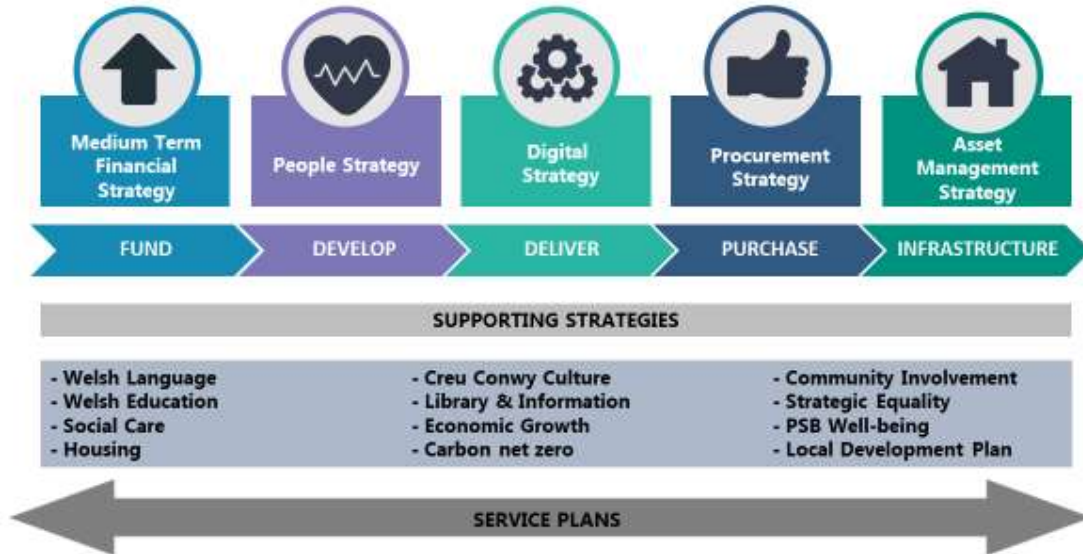 Medium Term
Financial
Strategy
People Strategy
Digital
Strategy
Procurement
Strategy
Asset
Management
Strategy
FUND
DEVELOP
DELIVER
PURCHASE
INFRASTRUCTURE
SUPPORTING STRATEGIES
- Welsh Language
- Welsh Education
- Social Care
- Housing
- Creu Conwy Culture
- Library & Information
- Economic Growth
- Carbon net zero
- Community Involvement
- Strategic Equality
- PSB Well-being
- Local Development Plan
SERVICE PLANS